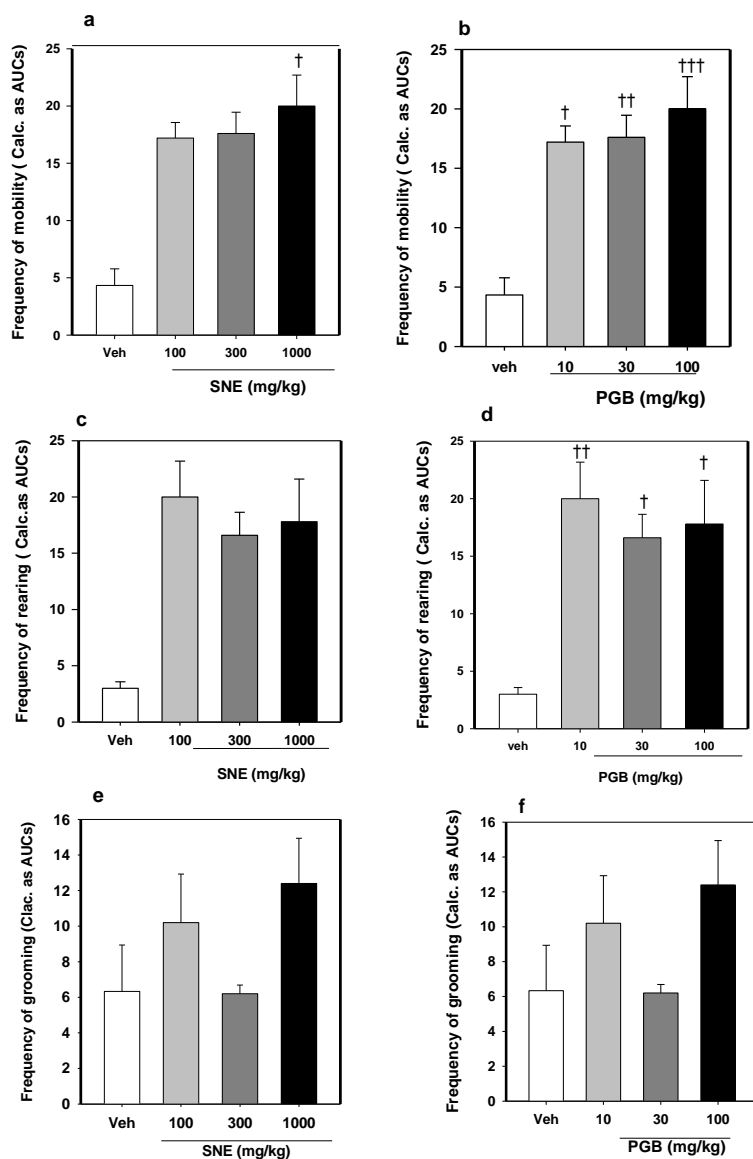 a
Frequency of mobility ( Calc. as AUCs)
25
20
15
10
5
0
†
Veh 100 300 1000
SNE (mg/kg)
b
Frequency of mobility ( Calc. as AUCs)
25
20
15
10
5
0
† †† †††
veh 10 30 100
PGB (mg/kg)
c
Frequency of rearing ( Calc.as AUCs)
25
20
15
10
5
0
Veh 100 300 1000
SNE (mg/kg)
d
Frequency of rearing ( Calc. as AUCs)
25
20
15
10
5
0
†† † †
veh 10 30 100
PGB (mg/kg)
e
Frequency of grooming (Clac. as AUCs)
16
14
12
10
8
6
4
2
0
Veh 100 300 1000
SNE (mg/kg)
f
Frequency of grooming (Calc. as AUCs)
16
14
12
10
8
6
4
2
0
Veh 10 30 100
PGB (mg/kg)